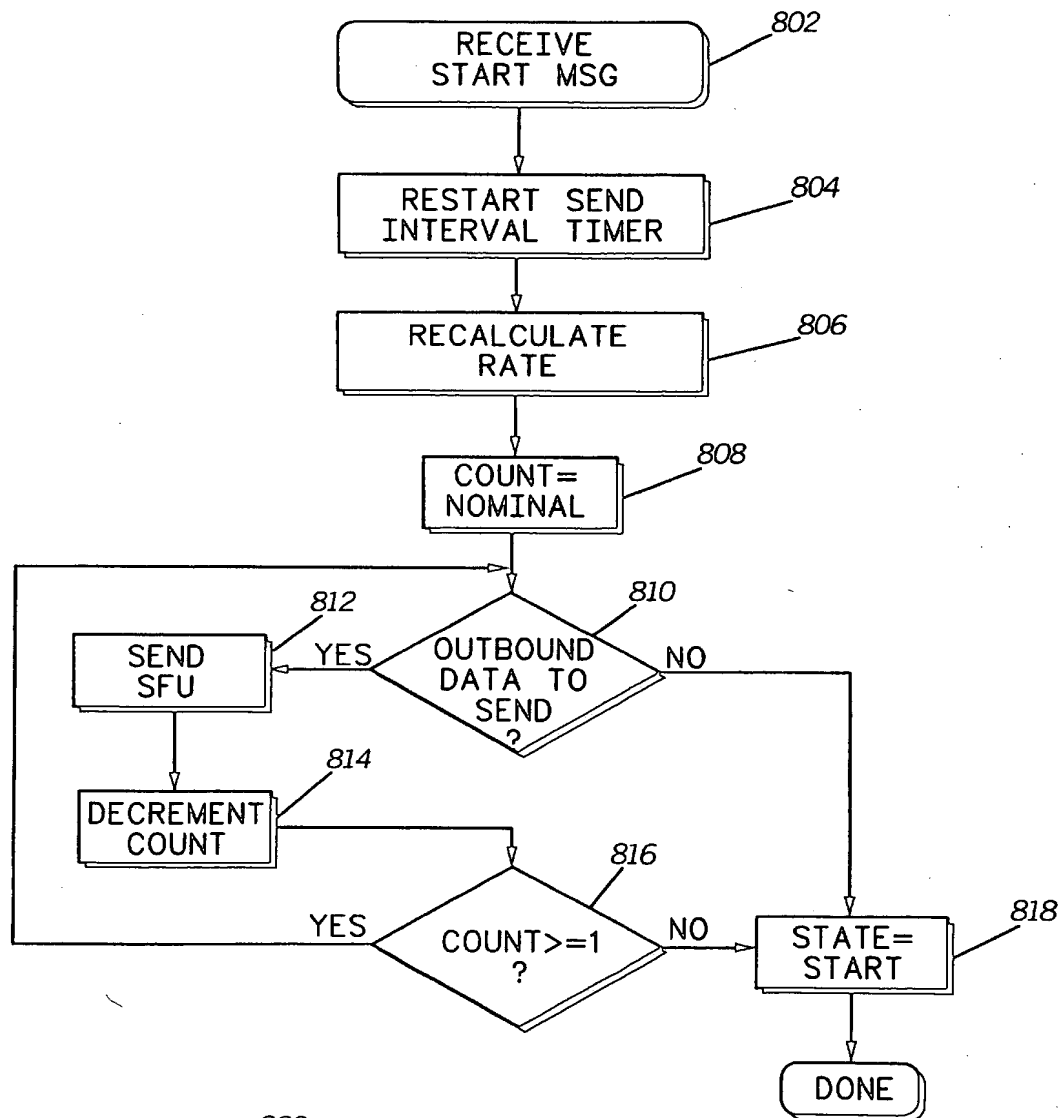 802
RECEIVE
START MSG
804
RESTART SEND
INTERVAL TIMER
806
RECALCULATE
RATE
808
COUNT=
NOMINAL
810
812
OUTBOUND
DATA TO
SEND
?
YES
NO
SEND
SFU
814
DECREMENT
COUNT
816
COUNT>=1
?
YES
NO
818
STATE=
START
DONE